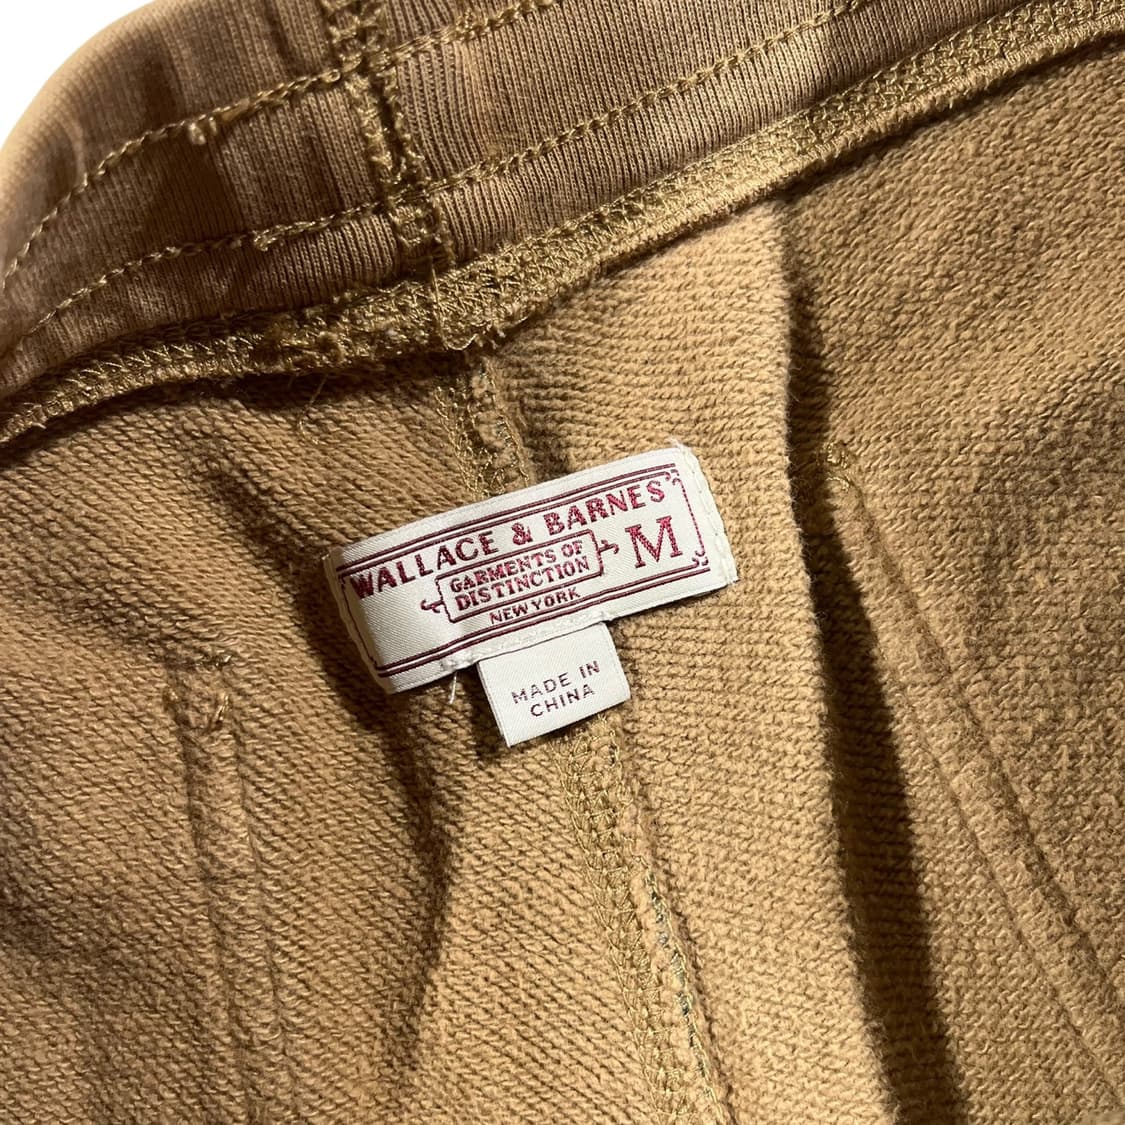 WALLACE & BARNES
GARMENTS OF
DISTINCTION
NEW YORK
M
MADE IN
CHINA